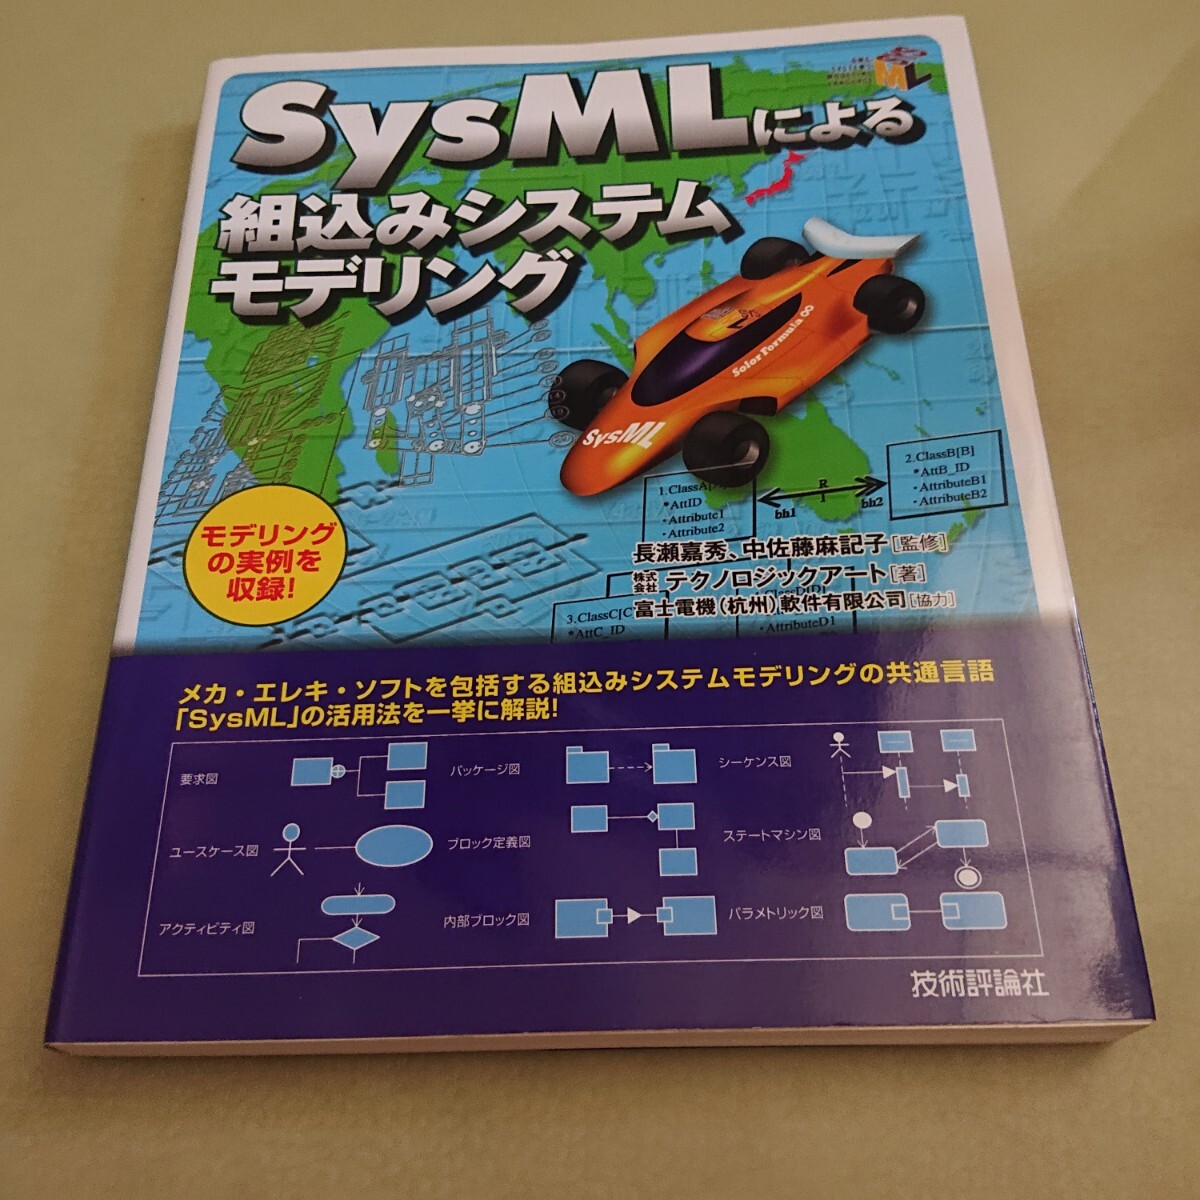 SysMLによる
組込みシステム
モデリング
ML
Solor Formula ∞
SysML
モデリング
の実例を
収録!
1.ClassA
*AttID
・Attribute1
・Attribute2
R
1
bh1
bh2
2.ClassB[B]
*AttB_ID
・AttributeB1
・AttributeB2
長瀬嘉秀、中佐藤麻記子[監修]
株式会社 テクノロジックアート[著]
富士電機(杭州)軟件有限公司[協力]
3.ClassC[C
*AttC_ID
D[D]
・AttributeD1
メカ・エレキ・ソフトを包括する組込みシステムモデリングの共通言語
「SysML」の活用法を一挙に解説!
要求図
パッケージ図
シーケンス図
ユースケース図
ブロック定義図
ステートマシン図
アクティビティ図
内部ブロック図
パラメトリック図
技術評論社